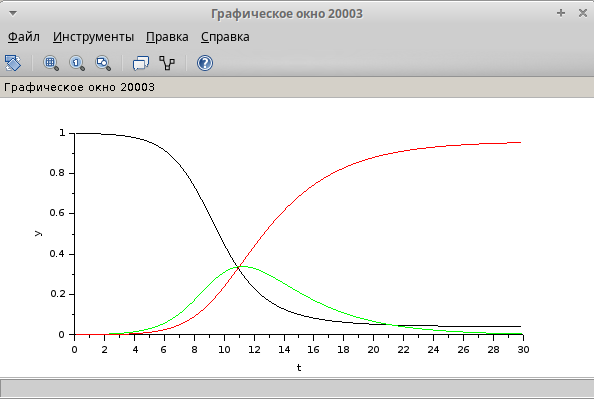 Графическое окно 20003
Файл Инструменты Правка Справка
Графическое окно 20003
1
0.8
0.6
y
0.4
0.2
0
0 2 4 6 8 10 12 14 16 18 20 22 24 26 28 30
t